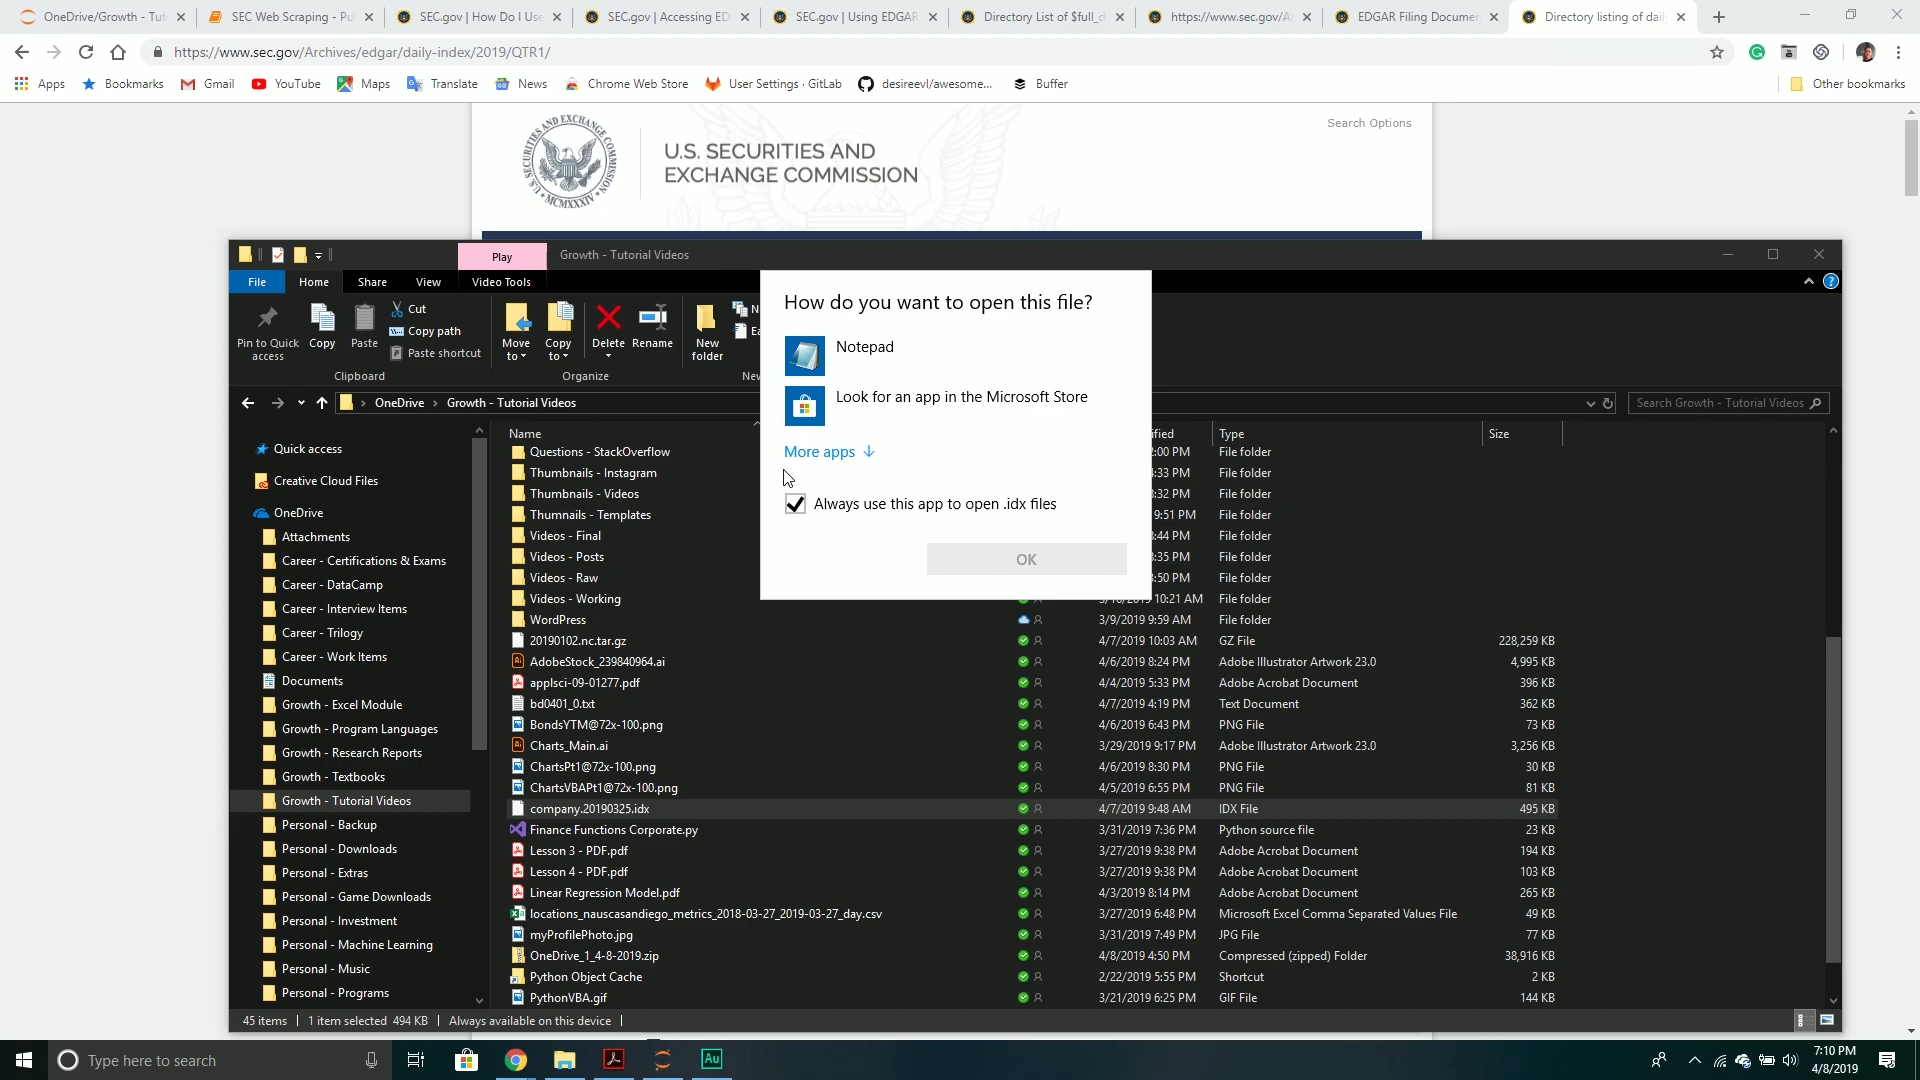 OneDrive/Growth - Tut
SEC Web Scraping - Pu
SEC.gov | How Do I Use
SEC.gov | Accessing ED
SEC.gov | Using EDGAR
Directory List of $full_d
https://www.sec.gov/A
EDGAR Filing Documen
Directory listing of daily
https://www.sec.gov/Archives/edgar/daily-index/2019/QTR1/
Apps
Bookmarks
Gmail
YouTube
Maps
Translate
News
Chrome Web Store
User Settings · GitLab
desireevl/awesome...
Buffer
Other bookmarks
Search Options
U.S. SECURITIES AND
EXCHANGE COMMISSION
Play
Growth - Tutorial Videos
File
Home
Share
View
Video Tools
Pin to Quick
access
Copy
Paste
Cut
Copy path
Paste shortcut
Move
to
Copy
to
Delete
Rename
New
folder
Clipboard
Organize
OneDrive
Growth - Tutorial Videos
Search Growth - Tutorial Videos
How do you want to open this file?
Notepad
Look for an app in the Microsoft Store
More apps
Always use this app to open .idx files
OK
Quick access
Creative Cloud Files
OneDrive
Attachments
Career - Certifications & Exams
Career - DataCamp
Career - Interview Items
Career - Trilogy
Career - Work Items
Documents
Growth - Excel Module
Growth - Program Languages
Growth - Research Reports
Growth - Textbooks
Growth - Tutorial Videos
Personal - Backup
Personal - Downloads
Personal - Extras
Personal - Game Downloads
Personal - Investment
Personal - Machine Learning
Personal - Music
Personal - Programs
Name ified Type Size
Questions - StackOverflow :00 PM File folder
Thumbnails - Instagram :33 PM File folder
Thumbnails - Videos :32 PM File folder
Thumnails - Templates 9:51 PM File folder
Videos - Final :44 PM File folder
Videos - Posts :35 PM File folder
Videos - Raw :50 PM File folder
Videos - Working 10:21 AM File folder
WordPress 3/9/2019 9:59 AM File folder
20190102.nc.tar.gz 4/7/2019 10:03 AM GZ File 228,259 KB
AdobeStock_239840964.ai 4/6/2019 8:24 PM Adobe Illustrator Artwork 23.0 4,995 KB
applsci-09-01277.pdf 4/4/2019 5:33 PM Adobe Acrobat Document 396 KB
bd0401_0.txt 4/7/2019 4:19 PM Text Document 362 KB
BondsYTM@72x-100.png 4/6/2019 6:43 PM PNG File 73 KB
Charts_Main.ai 3/29/2019 9:17 PM Adobe Illustrator Artwork 23.0 3,256 KB
ChartsPt1@72x-100.png 4/6/2019 8:30 PM PNG File 30 KB
ChartsVBAPt1@72x-100.png 4/5/2019 6:55 PM PNG File 81 KB
company.20190325.idx 4/7/2019 9:48 AM IDX File 495 KB
Finance Functions Corporate.py 3/31/2019 7:36 PM Python source file 23 KB
Lesson 3 - PDF.pdf 3/27/2019 9:38 PM Adobe Acrobat Document 194 KB
Lesson 4 - PDF.pdf 3/27/2019 9:38 PM Adobe Acrobat Document 103 KB
Linear Regression Model.pdf 4/3/2019 8:14 PM Adobe Acrobat Document 265 KB
locations_nauscasandiego_metrics_2018-03-27_2019-03-27_day.csv 3/27/2019 6:48 PM Microsoft Excel Comma Separated Values File 49 KB
myProfilePhoto.jpg 3/31/2019 7:49 PM JPG File 77 KB
OneDrive_1_4-8-2019.zip 4/8/2019 4:50 PM Compressed (zipped) Folder 38,916 KB
Python Object Cache 2/22/2019 5:55 PM Shortcut 2 KB
PythonVBA.gif 3/21/2019 6:25 PM GIF File 144 KB
45 items 1 item selected 494 KB Always available on this device
Type here to search
Au
7:10 PM
4/8/2019